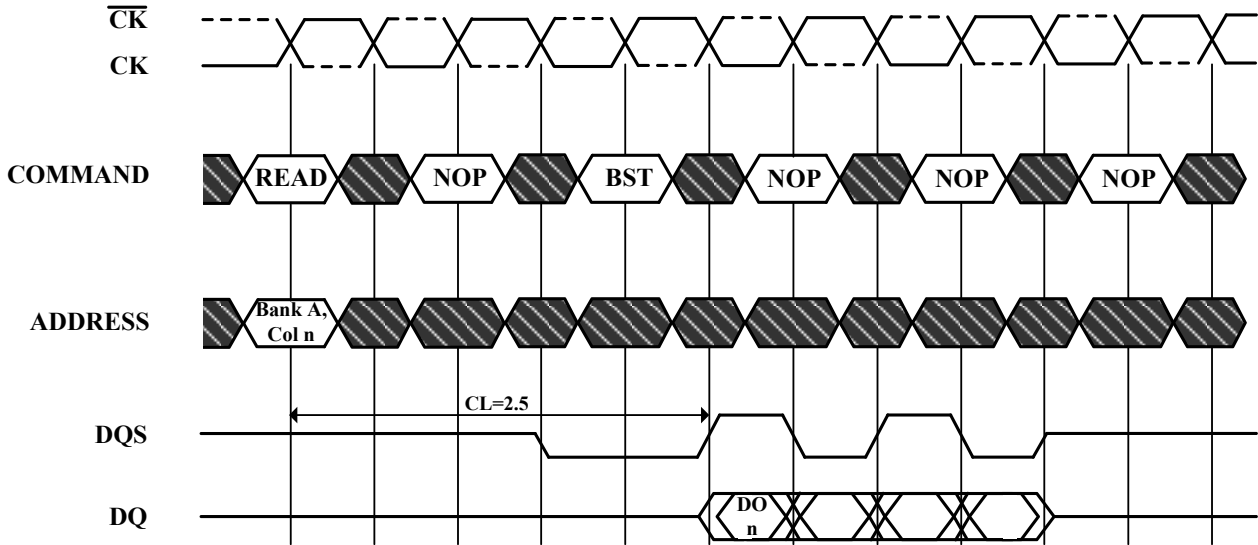 CK
CK
COMMAND READ NOP BST NOP NOP NOP
ADDRESS Bank A,
Col n
CL=2.5
DQS
DQ DO
n